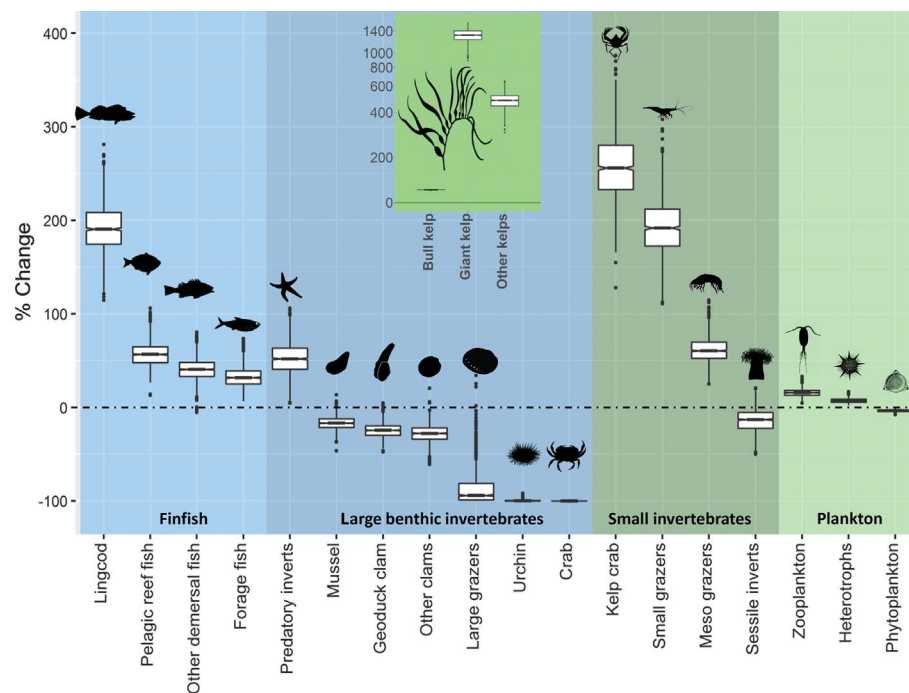 400
300
200
100
0
-100
% Change
1400
1000
800
600
400
200
0
Bull kelp
Giant kelp
Other kelps
Finfish
Large benthic invertebrates
Small invertebrates
Plankton
Lingcod
Pelagic reef fish
Other demersal fish
Forage fish
Predatory inverts
Mussel
Geoduck clam
Other clams
Large grazers
Urchin
Crab
Kelp crab
Small grazers
Meso grazers
Sessile inverts
Zooplankton
Heterotrophs
Phytoplankton